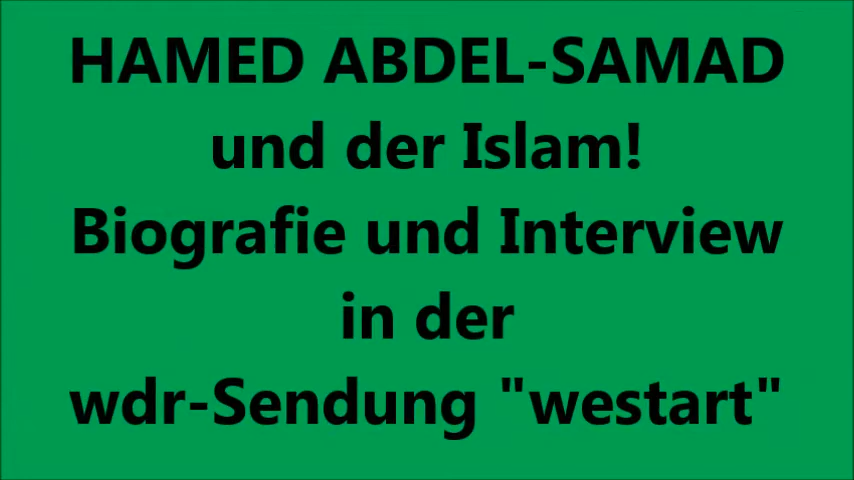 HAMED ABDEL-SAMAD
und der Islam!
Biografie und Interview
in der
wdr-Sendung "westart"